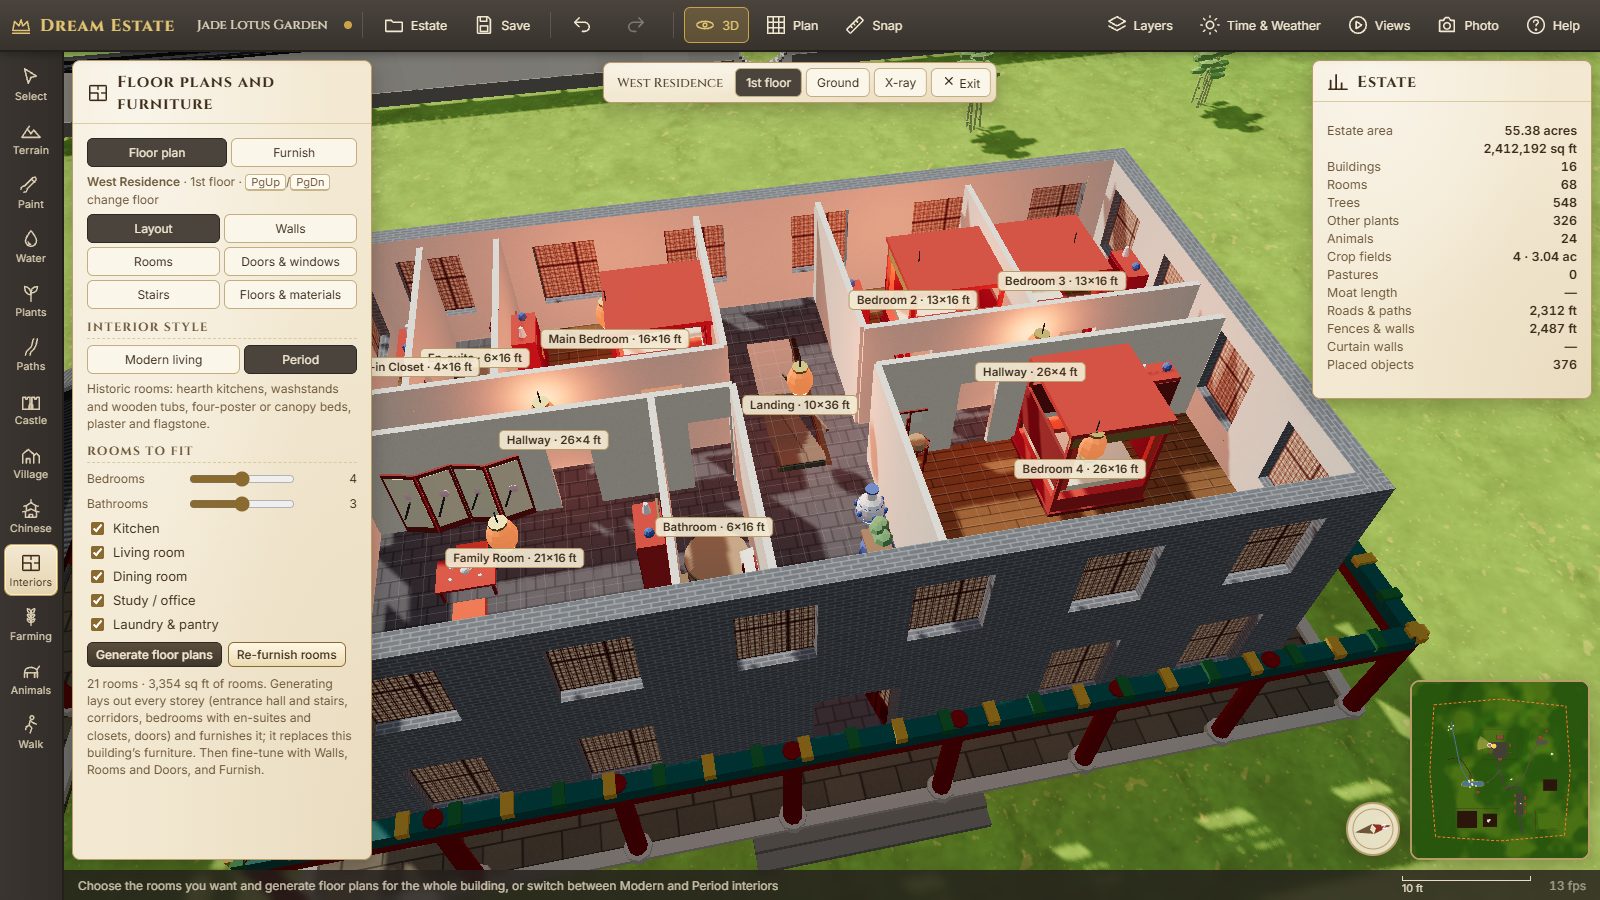 DREAM ESTATE
JADE LOTUS GARDEN
Estate
Save
3D
Plan
Snap
Layers
Time & Weather
Views
Photo
Help
Select
Terrain
Paint
Water
Plants
Paths
Castle
Village
Chinese
Interiors
Farming
Animals
Walk
FLOOR PLANS AND
FURNITURE
Floor plan
Furnish
West Residence · 1st floor · PgUp/PgDn
change floor
Layout
Walls
Rooms
Doors & windows
Stairs
Floors & materials
INTERIOR STYLE
Modern living
Period
Historic rooms: hearth kitchens, washstands
and wooden tubs, four-poster or canopy beds,
plaster and flagstone.
ROOMS TO FIT
Bedrooms 4
Bathrooms 3
Kitchen
Living room
Dining room
Study / office
Laundry & pantry
Generate floor plans
Re-furnish rooms
21 rooms · 3,354 sq ft of rooms. Generating
lays out every storey (entrance hall and stairs,
corridors, bedrooms with en-suites and
closets, doors) and furnishes it; it replaces this
building's furniture. Then fine-tune with Walls,
Rooms and Doors, and Furnish.
WEST RESIDENCE
1st floor
Ground
X-ray
× Exit
Bedroom 3 · 13×16 ft
Bedroom 2 · 13×16 ft
Main Bedroom · 16×16 ft
6×16 ft
-in Closet · 4×16 ft
Hallway · 26×4 ft
Landing · 10×36 ft
Hallway · 26×4 ft
Bedroom 4 · 26×16 ft
Bathroom · 6×16 ft
Family Room · 21×16 ft
ESTATE
Estate area 55.38 acres
2,412,192 sq ft
Buildings 16
Rooms 68
Trees 548
Other plants 326
Animals 24
Crop fields 4 · 3.04 ac
Pastures 0
Moat length —
Roads & paths 2,312 ft
Fences & walls 2,487 ft
Curtain walls —
Placed objects 376
Choose the rooms you want and generate floor plans for the whole building, or switch between Modern and Period interiors
10 ft
13 fps